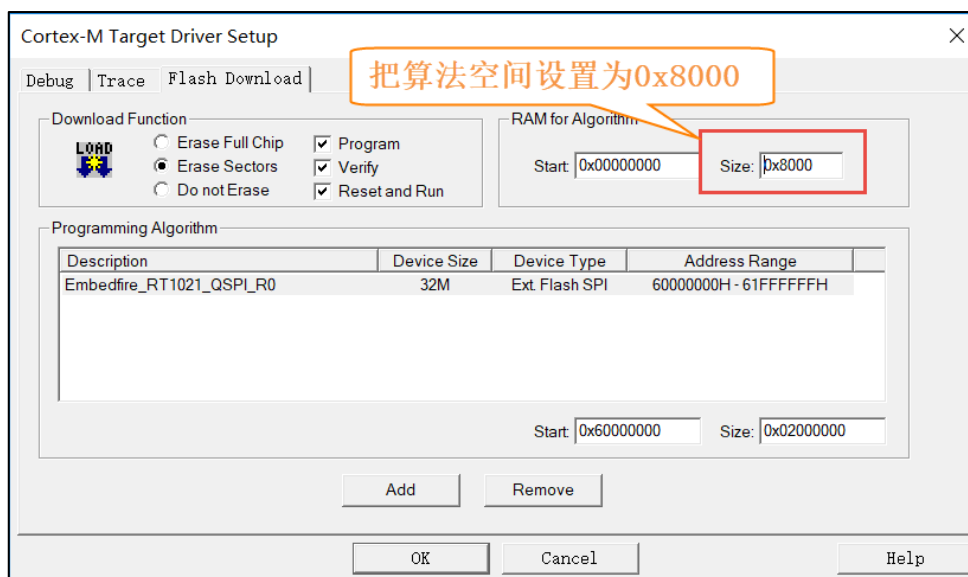 Cortex-M Target Driver Setup
Debug Trace Flash Download
把算法空间设置为0x8000
Download Function
LOAD
Erase Full Chip
Erase Sectors
Do not Erase
Program
Verify
Reset and Run
RAM for Algorithm
Start: 0x00000000 Size: 0x8000
Programming Algorithm
Description Device Size Device Type Address Range
Embedfire_RT1021_QSPI_R0 32M Ext. Flash SPI 60000000H - 61FFFFFFH
Start: 0x60000000 Size: 0x02000000
Add Remove
OK Cancel Help